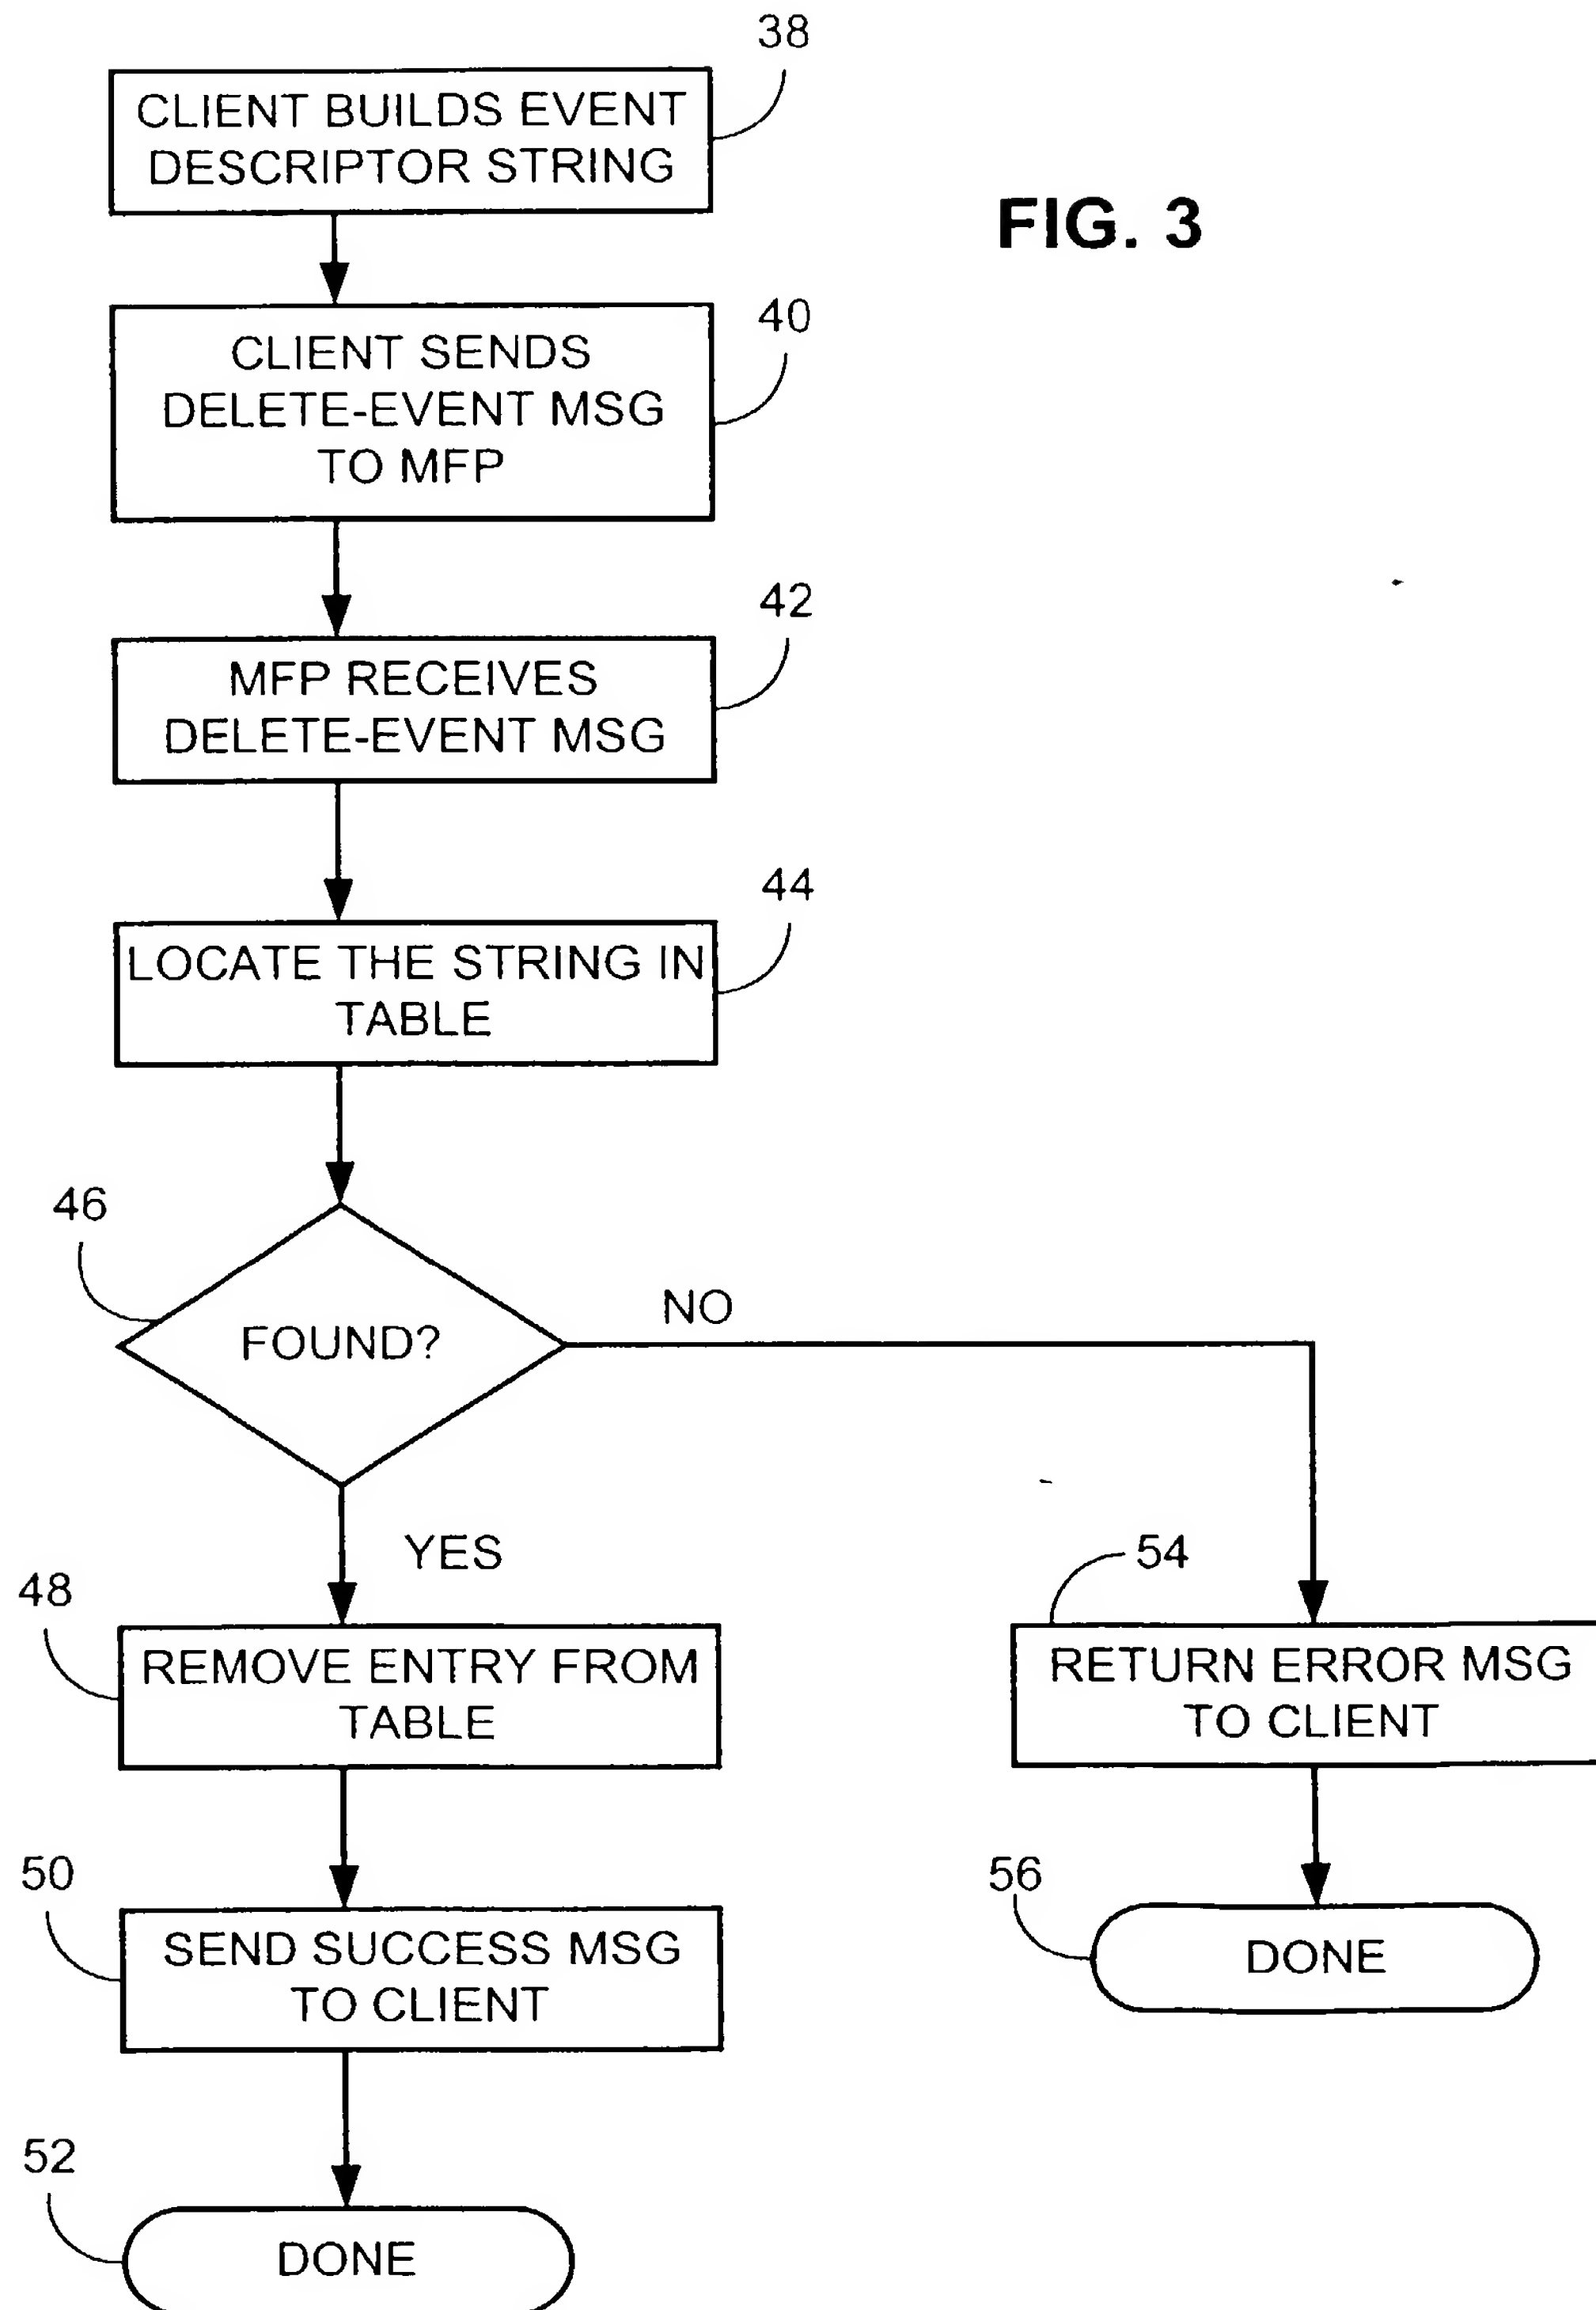 38
CLIENT BUILDS EVENT
DESCRIPTOR STRING
FIG. 3
40
CLIENT SENDS
DELETE-EVENT MSG
TO MFP
42
MFP RECEIVES
DELETE-EVENT MSG
44
LOCATE THE STRING IN
TABLE
46
FOUND?
NO
YES
48
REMOVE ENTRY FROM
TABLE
54
RETURN ERROR MSG
TO CLIENT
50
SEND SUCCESS MSG
TO CLIENT
56
DONE
52
DONE